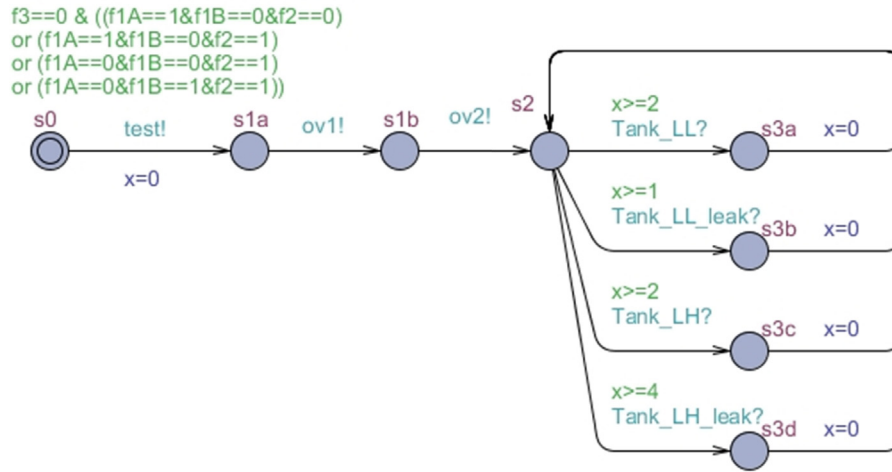 f3==0 & ((f1A==1&f1B==0&f2==0)
or (f1A==1&f1B==0&f2==1)
or (f1A==0&f1B==0&f2==1)
or (f1A==0&f1B==1&f2==1))
s0
test!
x=0
s1a
ov1!
s1b
ov2!
s2
x>=2
Tank_LL?
s3a
x=0
x>=1
Tank_LL_leak?
s3b
x=0
x>=2
Tank_LH?
s3c
x=0
x>=4
Tank_LH_leak?
s3d
x=0